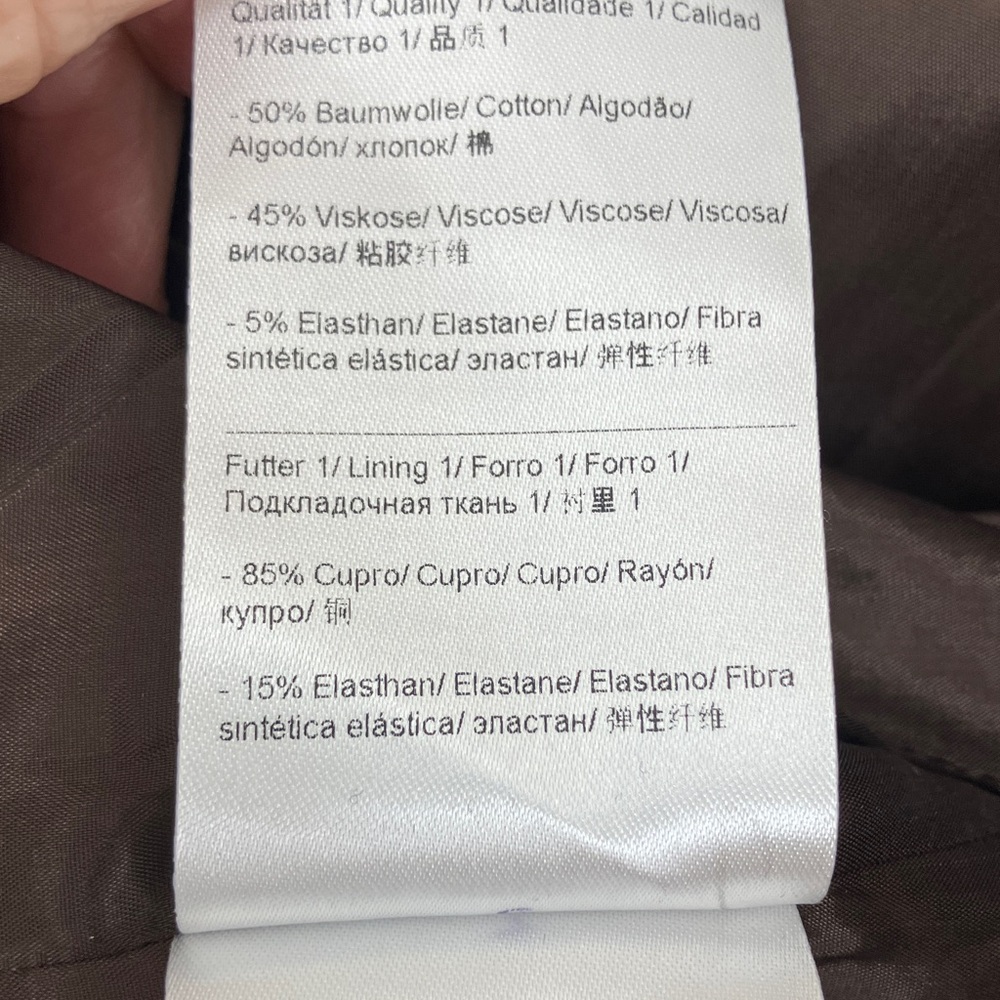 Qualität 1/ Quality 1/ Qualidade 1/ Calidad
1/ Качество 1/ 品质 1
- 50% Baumwolle/ Cotton/ Algodão/
Algodón/ хлопок/ 棉
- 45% Viskose/ Viscose/ Viscose/ Viscosa/
вискоза/ 粘胶纤维
- 5% Elasthan/ Elastane/ Elastano/ Fibra
sintética elástica/ эластан/ 弹性纤维
Futter 1/ Lining 1/ Forro 1/ Forro 1/
Подкладочная ткань 1/ 衬里 1
- 85% Cupro/ Cupro/ Cupro/ Rayón/
купро/ 铜
- 15% Elasthan/ Elastane/ Elastano/ Fibra
sintética elástica/ эластан/ 弹性纤维